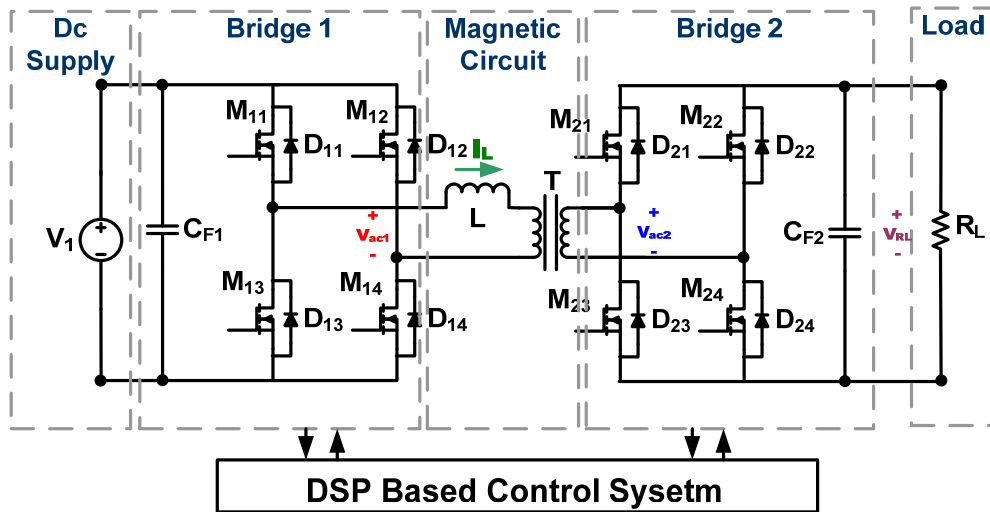 Dc
Supply
Bridge 1
Magnetic
Circuit
Bridge 2
Load
M11
M12
D11
D12
IL
L
T
M21
M22
D21
D22
V1
+
-
CF1
+
vac1
-
+
vac2
-
CF2
+
vRL
-
RL
M13
M14
D13
D14
M23
M24
D23
D24
DSP Based Control Sysetm